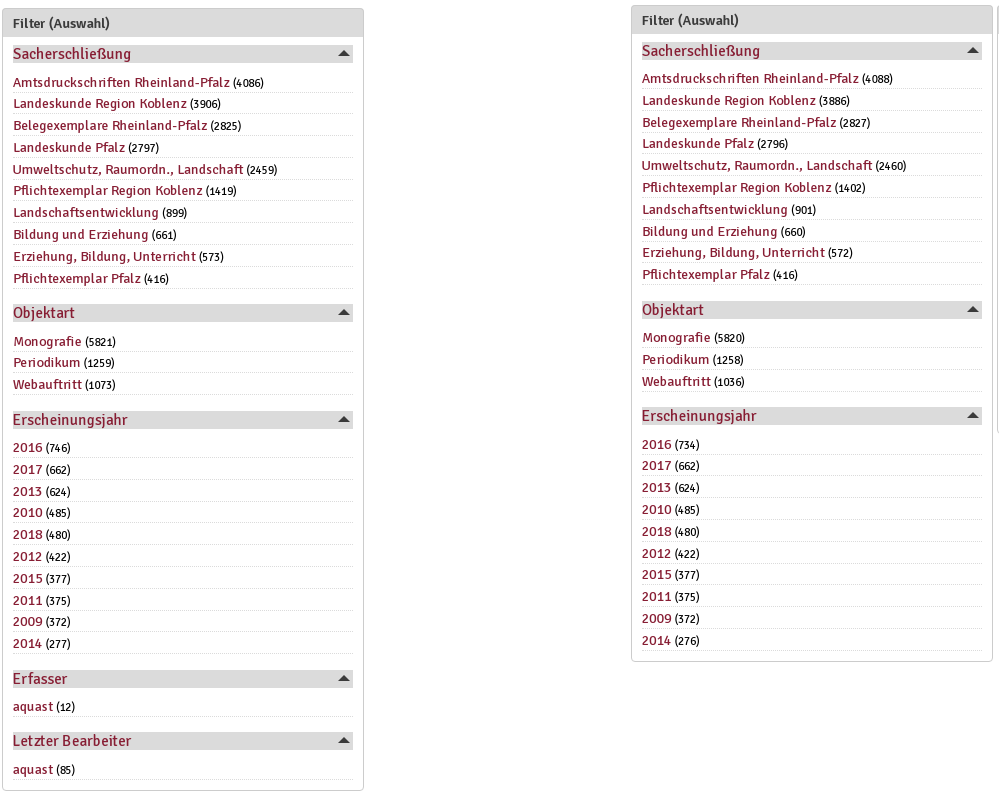 Filter (Auswahl)
Sacherschließung
Amtsdruckschriften Rheinland-Pfalz (4086)
Landeskunde Region Koblenz (3906)
Belegexemplare Rheinland-Pfalz (2825)
Landeskunde Pfalz (2797)
Umweltschutz, Raumordn., Landschaft (2459)
Pflichtexemplar Region Koblenz (1419)
Landschaftsentwicklung (899)
Bildung und Erziehung (661)
Erziehung, Bildung, Unterricht (573)
Pflichtexemplar Pfalz (416)
Objektart
Monografie (5821)
Periodikum (1259)
Webauftritt (1073)
Erscheinungsjahr
2016 (746)
2017 (662)
2013 (624)
2010 (485)
2018 (480)
2012 (422)
2015 (377)
2011 (375)
2009 (372)
2014 (277)
Erfasser
aquast (12)
Letzter Bearbeiter
aquast (85)
Filter (Auswahl)
Sacherschließung
Amtsdruckschriften Rheinland-Pfalz (4088)
Landeskunde Region Koblenz (3886)
Belegexemplare Rheinland-Pfalz (2827)
Landeskunde Pfalz (2796)
Umweltschutz, Raumordn., Landschaft (2460)
Pflichtexemplar Region Koblenz (1402)
Landschaftsentwicklung (901)
Bildung und Erziehung (660)
Erziehung, Bildung, Unterricht (572)
Pflichtexemplar Pfalz (416)
Objektart
Monografie (5820)
Periodikum (1258)
Webauftritt (1036)
Erscheinungsjahr
2016 (734)
2017 (662)
2013 (624)
2010 (485)
2018 (480)
2012 (422)
2015 (377)
2011 (375)
2009 (372)
2014 (276)